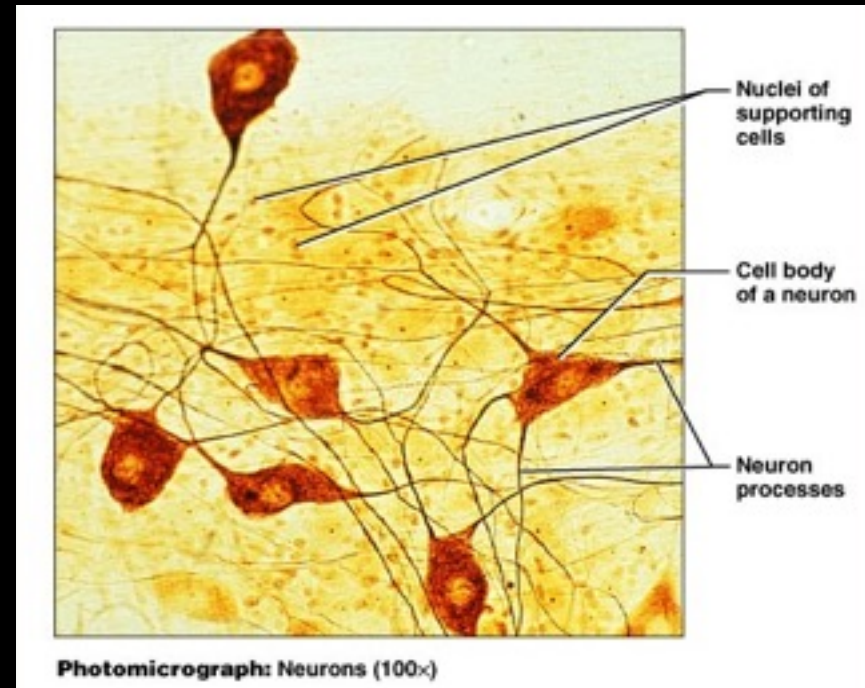 Nuclei of
supporting
cells
Cell body
of a neuron
Neuron
processes
Photomicrograph: Neurons (100×)